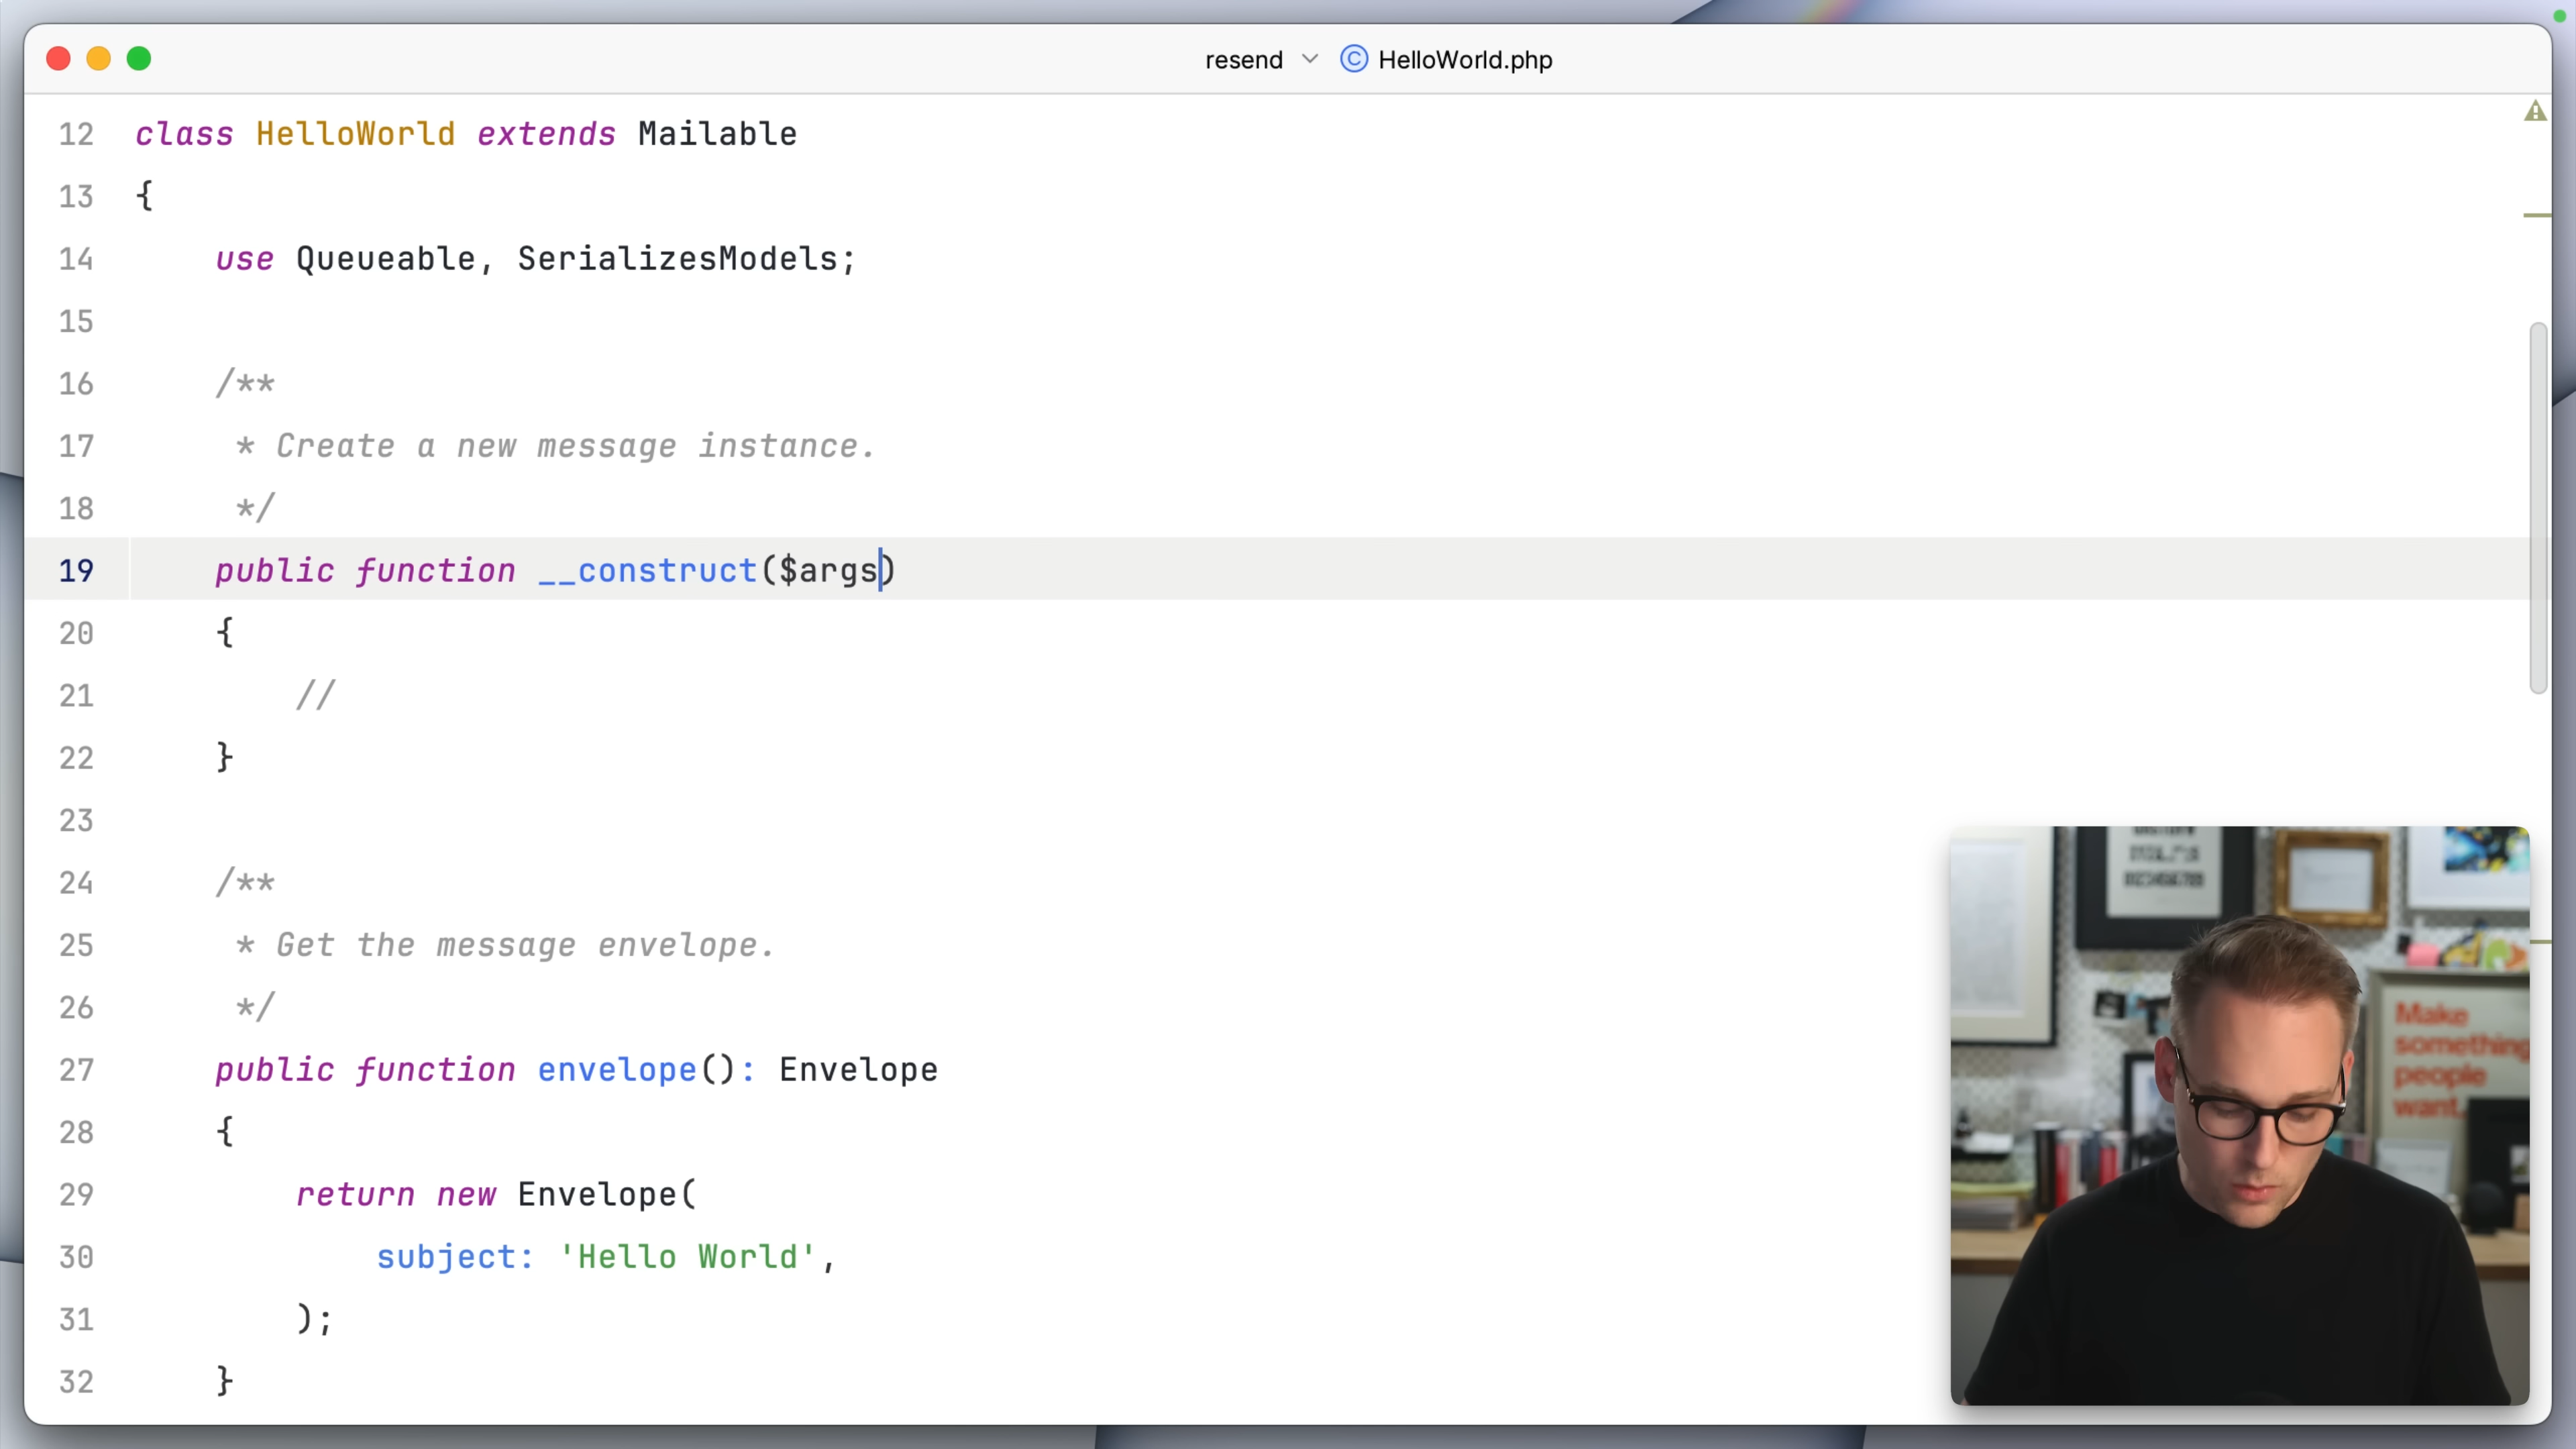 resend HelloWorld.php
12 class HelloWorld extends Mailable
13 {
14 use Queueable, SerializesModels;
15
16 /**
17 * Create a new message instance.
18 */
19 public function __construct($args)
20 {
21 //
22 }
23
24 /**
25 * Get the message envelope.
26 */
27 public function envelope(): Envelope
28 {
29 return new Envelope(
30 subject: 'Hello World',
31 );
32 }
Make
something
people
want.